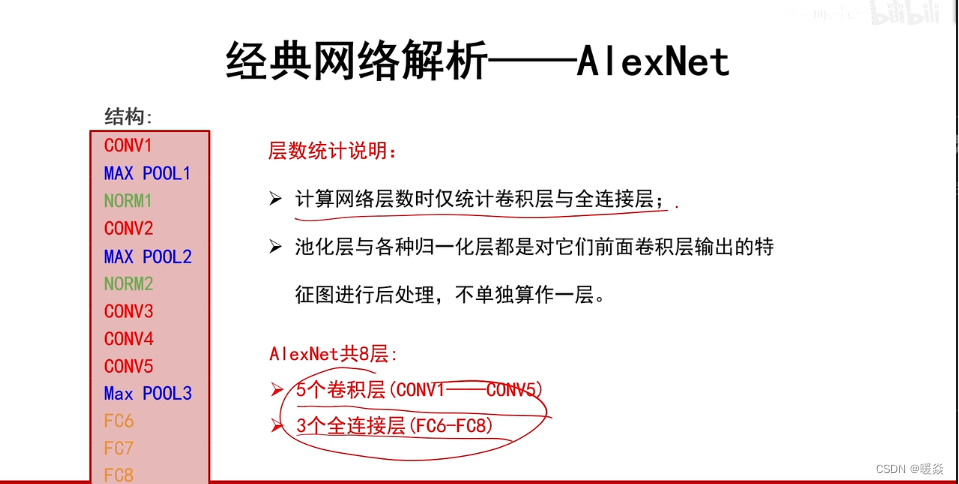 bilibili
经典网络解析——AlexNet
结构:
CONV1
MAX POOL1
NORM1
CONV2
MAX POOL2
NORM2
CONV3
CONV4
CONV5
Max POOL3
FC6
FC7
FC8
层数统计说明:
➢ 计算网络层数时仅统计卷积层与全连接层;
➢ 池化层与各种归一化层都是对它们前面卷积层输出的特
征图进行后处理，不单独算作一层。
AlexNet共8层:
➢ 5个卷积层(CONV1——CONV5)
➢ 3个全连接层(FC6-FC8)
CSDN @暖焱